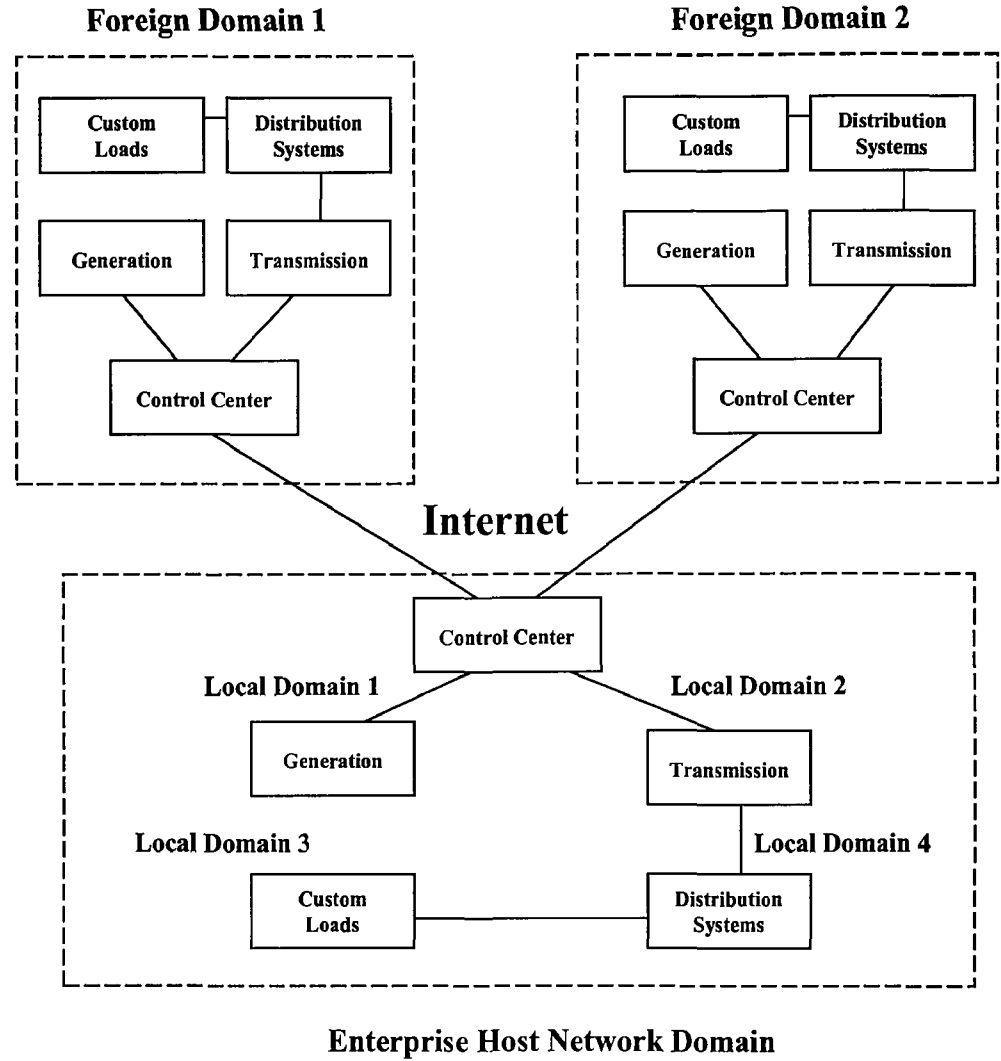 Foreign Domain 1
Custom
Loads
Distribution
Systems
Generation
Transmission
Control Center
Foreign Domain 2
Custom
Loads
Distribution
Systems
Generation
Transmission
Control Center
Internet
Control Center
Local Domain 1
Local Domain 2
Generation
Transmission
Local Domain 3
Local Domain 4
Custom
Loads
Distribution
Systems
Enterprise Host Network Domain